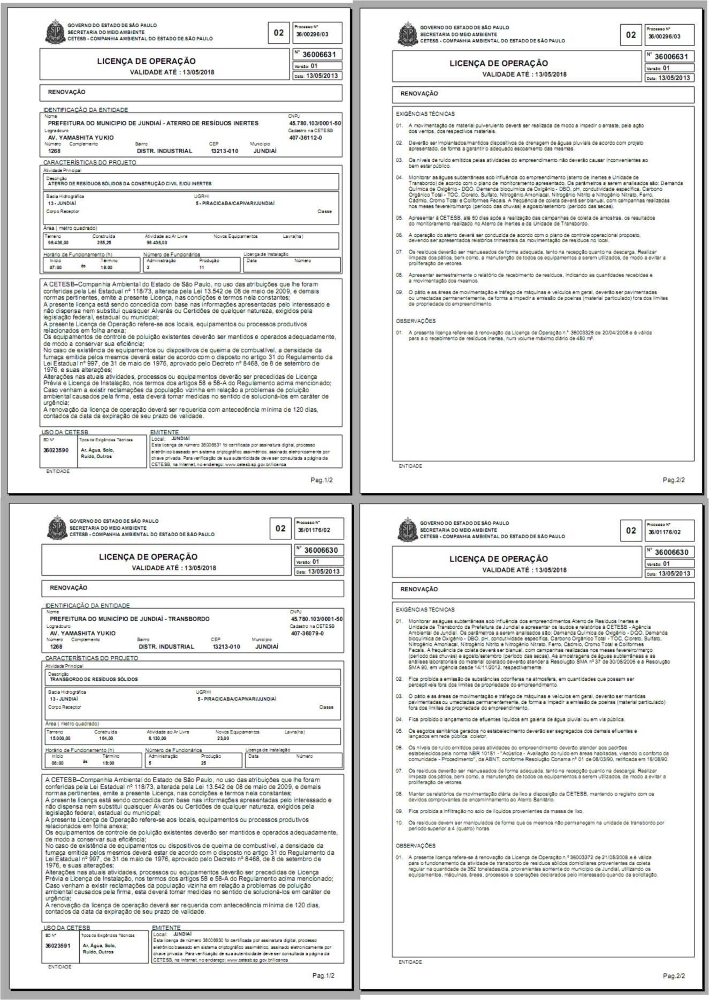 GOVERNO DO ESTADO DE SÃO PAULO
SECRETARIA DO MEIO AMBIENTE
CETESB - COMPANHIA AMBIENTAL DO ESTADO DE SÃO PAULO
02
Processo N°
36/00296/03
LICENÇA DE OPERAÇÃO
VALIDADE ATÉ : 13/05/2018
N° 36006631
Versão: 01
Data: 13/05/2013
RENOVAÇÃO
IDENTIFICAÇÃO DA ENTIDADE
Nome CNPJ
PREFEITURA DO MUNICIPIO DE JUNDIAÍ - ATERRO DE RESÍDUOS INERTES 45.780.103/0001-50
Logradouro Cadastro na CETESB
AV. YAMASHITA YUKIO 407-36112-0
Número Complemento Bairro CEP Município
1268 DISTR. INDUSTRIAL 13213-010 JUNDIAÍ
CARACTERÍSTICAS DO PROJETO
Atividade Principal
Descrição
ATERRO DE RESÍDUOS SÓLIDOS DA CONSTRUÇÃO CIVIL E/OU INERTES
Bacia Hidrográfica UGRHI
13 - JUNDIAÍ 5 - PIRACICABA/CAPIVARI/JUNDIAÍ
Corpo Receptor Classe
Área ( metro quadrado)
Terreno Construída Atividade ao Ar Livre Novos Equipamentos Lavra(ha)
98.436,00 255,25 98.436,00
Horário de Funcionamento (h) Número de Funcionários Licença de Instalação
Início Término Administração Produção Data Número
07:00 às 18:00 3 11
A CETESB–Companhia Ambiental do Estado de São Paulo, no uso das atribuições que lhe foram
conferidas pela Lei Estadual nº 118/73, alterada pela Lei 13.542 de 08 de maio de 2009, e demais
normas pertinentes, emite a presente Licença, nas condições e termos nela constantes;
A presente licença está sendo concedida com base nas informações apresentadas pelo interessado e
não dispensa nem substitui quaisquer Alvarás ou Certidões de qualquer natureza, exigidos pela
legislação federal, estadual ou municipal;
A presente Licença de Operação refere-se aos locais, equipamentos ou processos produtivos
relacionados em folha anexa;
Os equipamentos de controle de poluição existentes deverão ser mantidos e operados adequadamente,
de modo a conservar sua eficiência;
No caso de existência de equipamentos ou dispositivos de queima de combustível, a densidade da
fumaça emitida pelos mesmos deverá estar de acordo com o disposto no artigo 31 do Regulamento da
Lei Estadual nº 997, de 31 de maio de 1976, aprovado pelo Decreto nº 8468, de 8 de setembro de
1976, e suas alterações;
Alterações nas atuais atividades, processos ou equipamentos deverão ser precedidas de Licença
Prévia e Licença de Instalação, nos termos dos artigos 58 e 58-A do Regulamento acima mencionado;
Caso venham a existir reclamações da população vizinha em relação a problemas de poluição
ambiental causados pela firma, esta deverá tomar medidas no sentido de solucioná-los em caráter de
urgência;
A renovação da licença de operação deverá ser requerida com antecedência mínima de 120 dias,
contados da data da expiração de seu prazo de validade.
USO DA CETESB EMITENTE
SD N° Tipos de Exigências Técnicas
36023590 Ar, Água, Solo,
Ruído, Outros
Local: JUNDIAÍ
Esta licença de número 36006631 foi certificada por assinatura digital, processo
eletrônico baseado em sistema criptográfico assimétrico, assinado eletronicamente por
chave privada. Para verificação de sua autenticidade deve ser consultada a página da
CETESB, na Internet, no endereço: www.cetesb.sp.gov.br/licenca
ENTIDADE
Pag.1/2
GOVERNO DO ESTADO DE SÃO PAULO
SECRETARIA DO MEIO AMBIENTE
CETESB - COMPANHIA AMBIENTAL DO ESTADO DE SÃO PAULO
02
Processo N°
36/00296/03
LICENÇA DE OPERAÇÃO
VALIDADE ATÉ : 13/05/2018
N° 36006631
Versão: 01
Data: 13/05/2013
RENOVAÇÃO
EXIGÊNCIAS TÉCNICAS
01. A movimentação de material pulverulento deverá ser realizada de modo a impedir o arraste, pela ação
dos ventos, dos respectivos materiais.
02. Deverão ser implantados/mantidos dispositivos de drenagem de águas pluviais de acordo com projeto
apresentado, de forma a garantir o adequado escoamento das mesmas.
03. Os níveis de ruído emitidos pelas atividades do empreendimento não deverão causar inconvenientes ao
bem estar público.
04. Monitorar as águas subterrâneas sob influência do empreendimento (aterro de Inertes e Unidade de
Transbordo) de acordo com o plano de monitoramento apresentado. Os parâmetros a serem analisados são: Demanda
Química de Oxigênio - DQO, Demanda bioquímica de Oxigênio - DBO, pH, condutividade específica, Carbono
Orgânico Total - TOC, Cloreto, Sulfato, Nitrogênio Amoniacal, Nitrogênio Nitrito e Nitrogênio Nitrato, Ferro,
Cádmio, Cromo Total e Coliformes Fecais. A freqüência de coleta deverá ser bianual, com campanhas realizadas
nos meses fevereiro/março (período das chuvas) e agosto/setembro (período das secas).
05. Apresentar à CETESB, até 60 dias após a realização das campanhas de coleta de amostras, os resultados
do monitoramento realizado no Aterro de Inertes e da Unidade de Transbordo.
06. A operação do aterro deverá ser conduzida de acordo com o plano de controle operacional proposto,
devendo ser apresentados relatórios trimestrais da movimentação de resíduos no local.
07. Os resíduos deverão ser manuseados de forma adequada, tanto na recepção quanto na descarga. Realizar
limpeza dos pátios, bem como, a manutenção de todos os equipamentos a serem utilizados, de modo a evitar a
proliferação de vetores.
08. Apresentar semestralmente o relatório de recebimento de resíduos, indicando as quantidades recebidas e
a movimentação dos mesmos.
09. O pátio e as áreas de movimentação e tráfego de máquinas e veículos em geral, deverão ser pavimentadas
ou umectadas permanentemente, de forma a impedir a emissão de poeiras (material particulado) fora dos limites
de propriedade do empreendimento.
OBSERVAÇÕES
01. A presente licença refere-se à renovação da Licença de Operação n.° 36003328 de 20/04/2008 e é válida
para a o recebimento de resíduos inertes, num volume máximo diário de 450 m³.
ENTIDADE
Pag.2/2
GOVERNO DO ESTADO DE SÃO PAULO
SECRETARIA DO MEIO AMBIENTE
CETESB - COMPANHIA AMBIENTAL DO ESTADO DE SÃO PAULO
02
Processo N°
36/01176/02
LICENÇA DE OPERAÇÃO
VALIDADE ATÉ : 13/05/2018
N° 36006630
Versão: 01
Data: 13/05/2013
RENOVAÇÃO
IDENTIFICAÇÃO DA ENTIDADE
Nome CNPJ
PREFEITURA DO MUNICÍPIO DE JUNDIAÍ - TRANSBORDO 45.780.103/0001-50
Logradouro Cadastro na CETESB
AV. YAMASHITA YUKIO 407-36079-0
Número Complemento Bairro CEP Município
1268 DISTR. INDUSTRIAL 13213-010 JUNDIAÍ
CARACTERÍSTICAS DO PROJETO
Atividade Principal
Descrição
TRANSBORDO DE RESÍDUOS SÓLIDOS
Bacia Hidrográfica UGRHI
13 - JUNDIAÍ 5 - PIRACICABA/CAPIVARI/JUNDIAÍ
Corpo Receptor Classe
Área ( metro quadrado)
Terreno Construída Atividade ao Ar Livre Novos Equipamentos Lavra(ha)
15.000,00 164,00 6.130,00 23,00
Horário de Funcionamento (h) Número de Funcionários Licença de Instalação
Início Término Administração Produção Data Número
06:00 às 18:00 5 25
A CETESB–Companhia Ambiental do Estado de São Paulo, no uso das atribuições que lhe foram
conferidas pela Lei Estadual nº 118/73, alterada pela Lei 13.542 de 08 de maio de 2009, e demais
normas pertinentes, emite a presente Licença, nas condições e termos nela constantes;
A presente licença está sendo concedida com base nas informações apresentadas pelo interessado e
não dispensa nem substitui quaisquer Alvarás ou Certidões de qualquer natureza, exigidos pela
legislação federal, estadual ou municipal;
A presente Licença de Operação refere-se aos locais, equipamentos ou processos produtivos
relacionados em folha anexa;
Os equipamentos de controle de poluição existentes deverão ser mantidos e operados adequadamente,
de modo a conservar sua eficiência;
No caso de existência de equipamentos ou dispositivos de queima de combustível, a densidade da
fumaça emitida pelos mesmos deverá estar de acordo com o disposto no artigo 31 do Regulamento da
Lei Estadual nº 997, de 31 de maio de 1976, aprovado pelo Decreto nº 8468, de 8 de setembro de
1976, e suas alterações;
Alterações nas atuais atividades, processos ou equipamentos deverão ser precedidas de Licença
Prévia e Licença de Instalação, nos termos dos artigos 58 e 58-A do Regulamento acima mencionado;
Caso venham a existir reclamações da população vizinha em relação a problemas de poluição
ambiental causados pela firma, esta deverá tomar medidas no sentido de solucioná-los em caráter de
urgência;
A renovação da licença de operação deverá ser requerida com antecedência mínima de 120 dias,
contados da data da expiração de seu prazo de validade.
USO DA CETESB EMITENTE
SD N° Tipos de Exigências Técnicas
36023591 Ar, Água, Solo,
Ruído, Outros
Local: JUNDIAÍ
Esta licença de número 36006630 foi certificada por assinatura digital, processo
eletrônico baseado em sistema criptográfico assimétrico, assinado eletronicamente por
chave privada. Para verificação de sua autenticidade deve ser consultada a página da
CETESB, na Internet, no endereço: www.cetesb.sp.gov.br/licenca
ENTIDADE
Pag.1/2
GOVERNO DO ESTADO DE SÃO PAULO
SECRETARIA DO MEIO AMBIENTE
CETESB - COMPANHIA AMBIENTAL DO ESTADO DE SÃO PAULO
02
Processo N°
36/01176/02
LICENÇA DE OPERAÇÃO
VALIDADE ATÉ : 13/05/2018
N° 36006630
Versão: 01
Data: 13/05/2013
RENOVAÇÃO
EXIGÊNCIAS TÉCNICAS
01. Monitorar as águas subterrâneas sob influência dos empreendimentos Aterro de Resíduos Inertes e
Unidade de Transbordo da Prefeitura de Jundiaí e apresentar os laudos e relatórios à CETESB - Agência
Ambiental de Jundiaí. Os parâmetros a serem analisados são: Demanda Química de Oxigênio - DQO, Demanda
bioquímica de Oxigênio - DBO, pH, condutividade específica, Carbono Orgânico Total - TOC, Cloreto, Sulfato,
Nitrogênio Amoniacal, Nitrogênio Nitrito e Nitrogênio Nitrato, Ferro, Cádmio, Cromo Total e Coliformes
Fecais. A frequência de coleta deverá ser bianual, com campanhas realizadas nos meses fevereiro/março
(período das chuvas) e agosto/setembro (período das secas). As amostragens de águas subterrâneas e as
análises laboratoriais do material coletado deverão atender a Resolução SMA nº 37 de 30/08/2006 e a Resolução
SMA 90, em vigência desde 14/11/2012, respectivamente.
02. Fica proibida a emissão de substâncias odoríferas na atmosfera, em quantidades que possam ser
perceptíveis fora dos limites de propriedade do empreendimento.
03. O pátio e as áreas de movimentação e tráfego de máquinas e veículos em geral, deverão ser mantidas
pavimentadas ou umectadas permanentemente, de forma a impedir a emissão de poeiras (material particulado)
fora dos limites de propriedade do empreendimento.
04. Fica proibido o lançamento de efluentes líquidos em galeria de água pluvial ou em via pública.
05. Os esgotos sanitários gerados no estabelecimento deverão ser segregados dos demais efluentes e
lançados em rede pública coletor.
06. Os níveis de ruído emitidos pelas atividades do empreendimento deverão atender aos padrões
estabelecidos pela norma NBR 10151 - "Acústica - Avaliação do ruído em áreas habitadas, visando o conforto da
comunidade - Procedimento", da ABNT, conforme Resolução Conama nº 01 de 08/03/90, retificada em 16/08/90.
07. Os resíduos deverão ser manuseados de forma adequada, tanto na recepção quanto na descarga. Realizar
limpeza dos pátios, bem como, a manutenção de todos os equipamentos a serem utilizados, de modo a evitar a
proliferação de vetores.
08. Manter os relatórios de movimentação diária de lixo a disposição da CETESB, mantendo o registro com os
devidos comprovantes de encaminhamento ao Aterro Sanitário.
09. Fica proibida a infiltração no solo de líquidos provenientes da massa de lixo.
10. Os resíduos devem ser manipulados de forma que os mesmos não permaneçam na unidade de transbordo por
período superior a 4 (quatro) horas.
OBSERVAÇÕES
01. A presente licença refere-se à renovação da Licença de Operação n.° 36003372 de 21/05/2008 e é válida
para o funcionamento da atividade de transbordo de resíduos sólidos domiciliares provenientes da coleta
regular na quantidade de 362 toneladas/dia, provenientes somente do município de Jundiaí, utilizando os
equipamentos, máquinas, áreas, processos e operações declarados pelo interessado quando da solicitação.
ENTIDADE
Pag.2/2